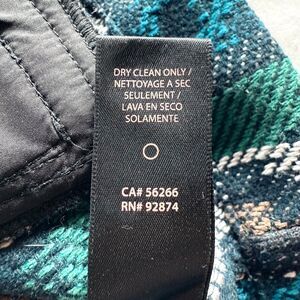 DRY CLEAN ONLY /
NETTOYAGE A SEC
SEULEMENT /
LAVA EN SECO
SOLAMENTE
CA# 56266
RN# 92874